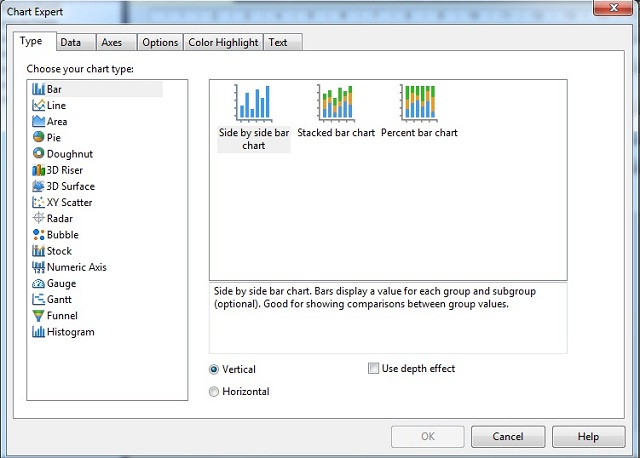 Chart Expert
Type
Data
Axes
Options
Color Highlight
Text
Choose your chart type:
Bar
Line
Area
Pie
Doughnut
3D Riser
3D Surface
XY Scatter
Radar
Bubble
Stock
Numeric Axis
Gauge
Gantt
Funnel
Histogram
Side by side bar
chart
Stacked bar chart
Percent bar chart
Side by side bar chart. Bars display a value for each group and subgroup
(optional). Good for showing comparisons between group values.
Vertical
Use depth effect
Horizontal
OK
Cancel
Help